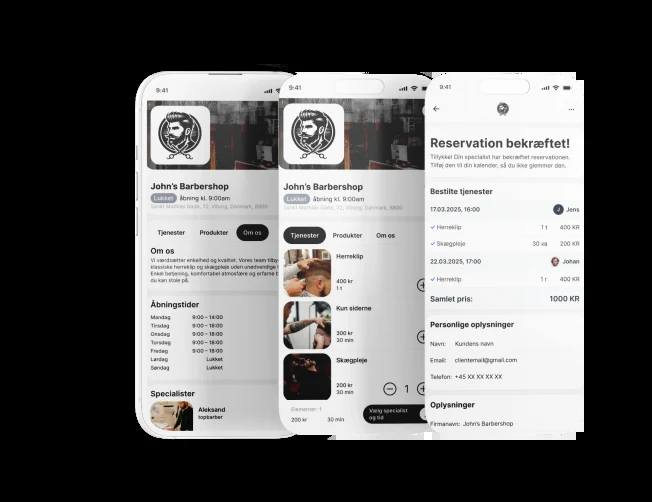 9:41
John's Barbershop
Lukket åbning kl. 9:00am
Sankt Mathias Gade, 72, Viborg, Danmark, 8800
Tjenester Produkter Om os
Om os
Vi værdsætter enkelhed og kvalitet. Vores team tilby
klassiske herreklip og skægpleje uden unødvendige
Enkel betjening, komfortabel atmosfære og erfarne
du kan stole på.
Åbningstider
Mandag 9:00 – 14:00
Tirsdag 9:00 – 18:00
Onsdag 9:00 – 18:00
Torsdag 9:00 – 18:00
Fredag 9:00 – 18:00
Lørdag Lukket
Søndag Lukket
Specialister
Aleksand
topbarber
9:41
John's Barbershop
Lukket åbning kl. 9:00am
Sankt Mathias Gade, 72, Viborg, Danmark, 8800
Tjenester Produkter Om os
Herreklip
400 kr
1 t
Kun siderne
300 kr
30 min
Skægpleje
200 kr
30 min
1
Elementer: 1
200 kr 30 min
Vælg specialist
og tid
9:41
Reservation bekræftet!
Tillykke! Din specialist har bekræftet reservationen.
Tilføj den til din kalender, så du ikke glemmer den.
Bestilte tjenester
17.03.2025, 16:00 J Jens
Herreklip 1 t 400 KR
Skægpleje 30 хв 200 KR
22.03.2025, 17:00 Johan
Herreklip 1 г 400 KR
Samlet pris: 1000 KR
Personlige oplysninger
Navn: Kundens navn
Email: clientemail@gmail.com
Telefon: +45 XX XX XX XX
Oplysninger
Firmanavn: John's Barbershop